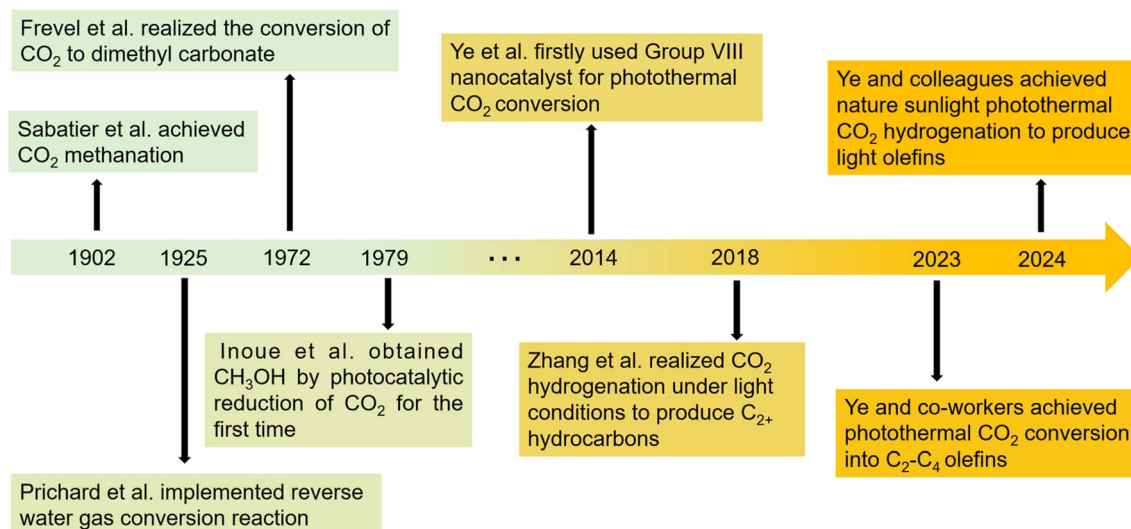 Frevel et al. realized the conversion of
CO₂ to dimethyl carbonate
Sabatier et al. achieved
CO₂ methanation
Ye et al. firstly used Group VIII
nanocatalyst for photothermal
CO₂ conversion
Ye and colleagues achieved
nature sunlight photothermal
CO₂ hydrogenation to produce
light olefins
1902 1925 1972 1979 ... 2014 2018 2023 2024
Inoue et al. obtained
CH₃OH by photocatalytic
reduction of CO₂ for the
first time
Zhang et al. realized CO₂
hydrogenation under light
conditions to produce C₂₊
hydrocarbons
Ye and co-workers achieved
photothermal CO₂ conversion
into C₂-C₄ olefins
Prichard et al. implemented reverse
water gas conversion reaction